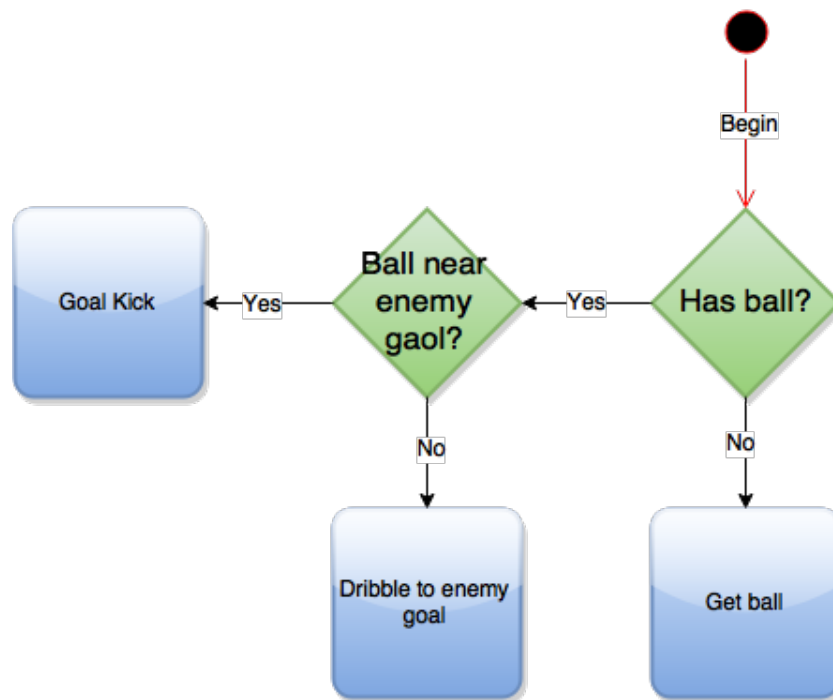 Begin
Has ball?
Yes
Ball near
enemy
gaol?
Yes
Goal Kick
No
Dribble to enemy
goal
No
Get ball